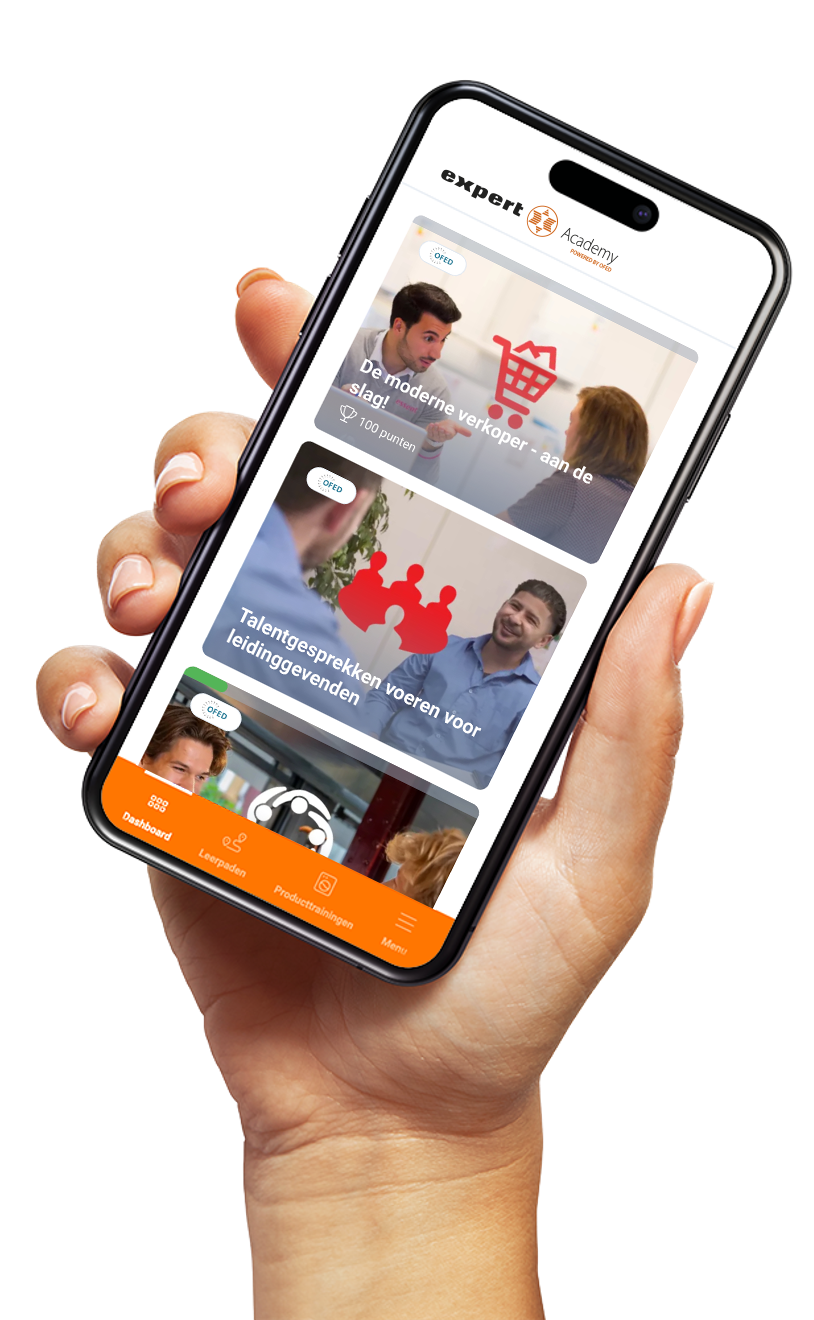 expert
Academy
POWERED BY OFED
OFED
De moderne verkoper - aan de
slag!
100 punten
OFED
Talentgesprekken voeren voor
leidinggevenden
OFED
Dashboard
Leerpaden
Producttrainingen
Menu